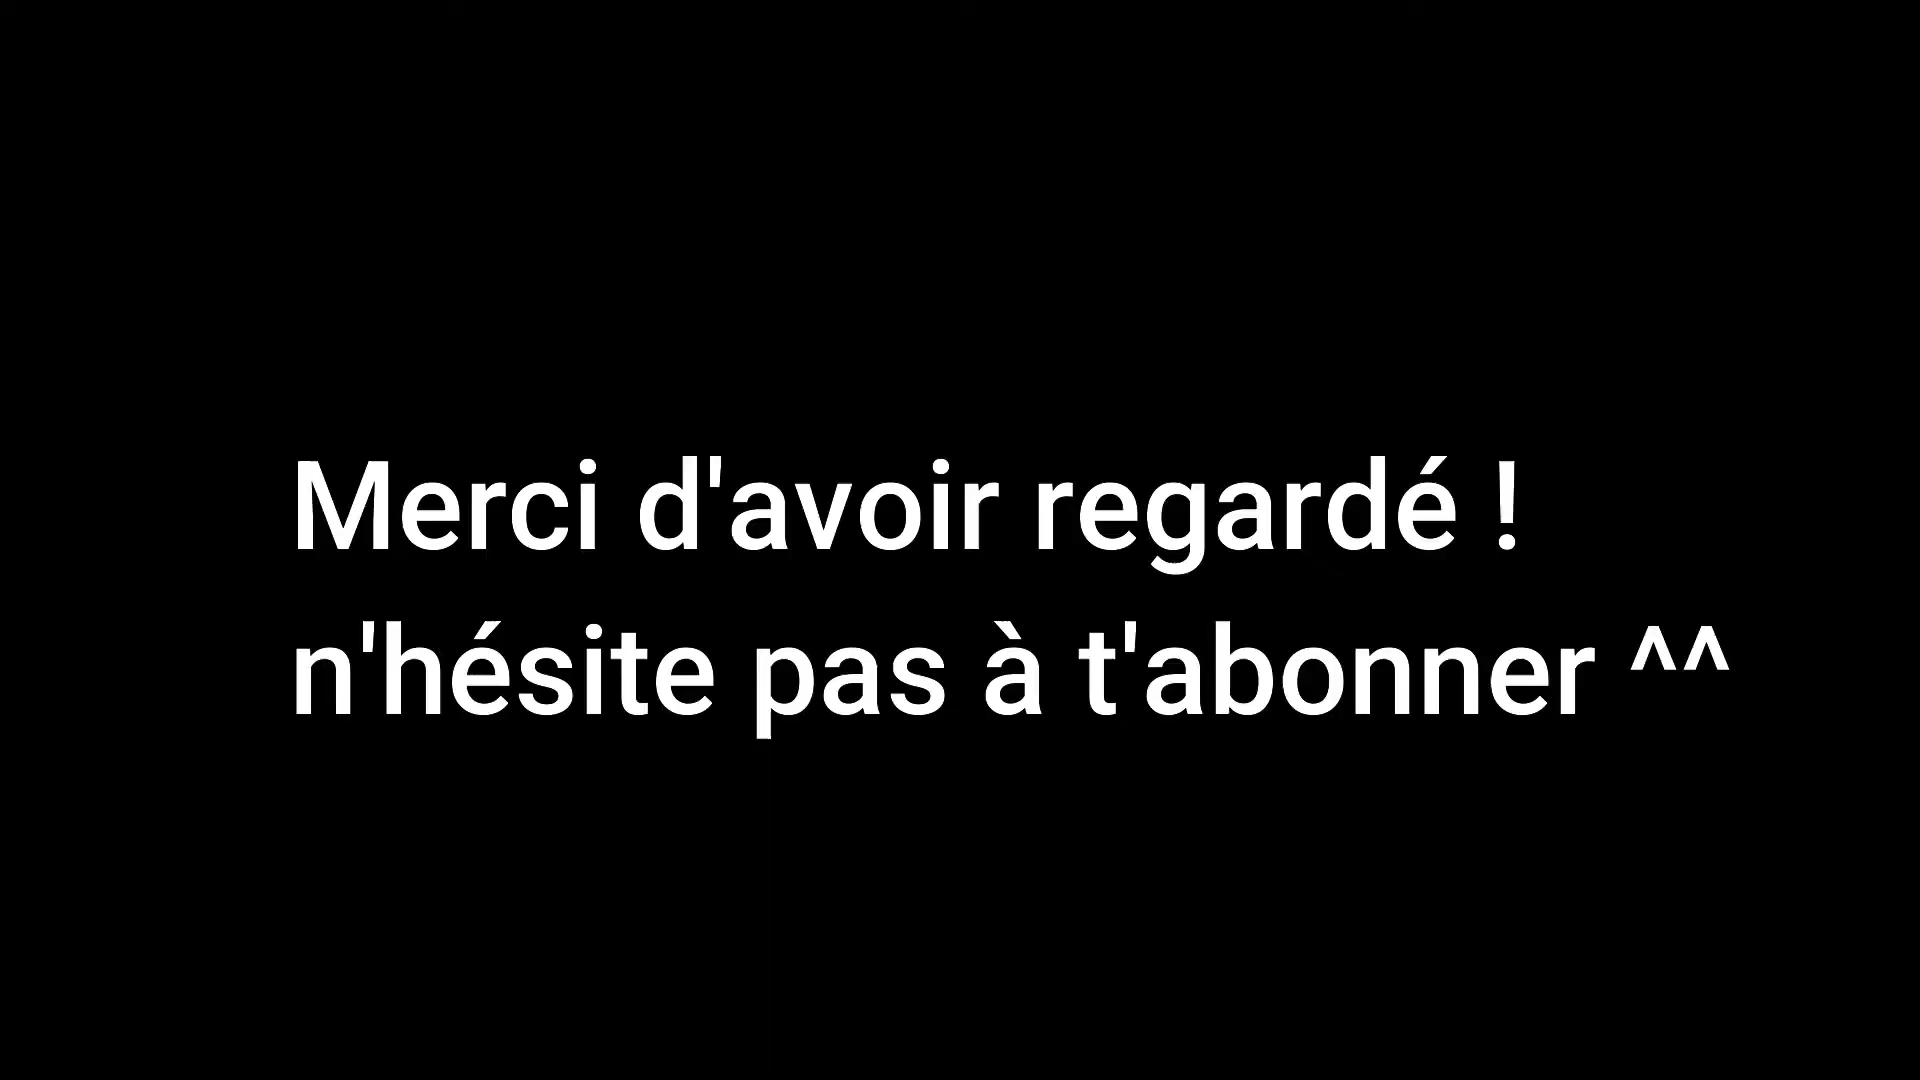 Merci d'avoir regardé !
n'hésite pas à t'abonner ^^